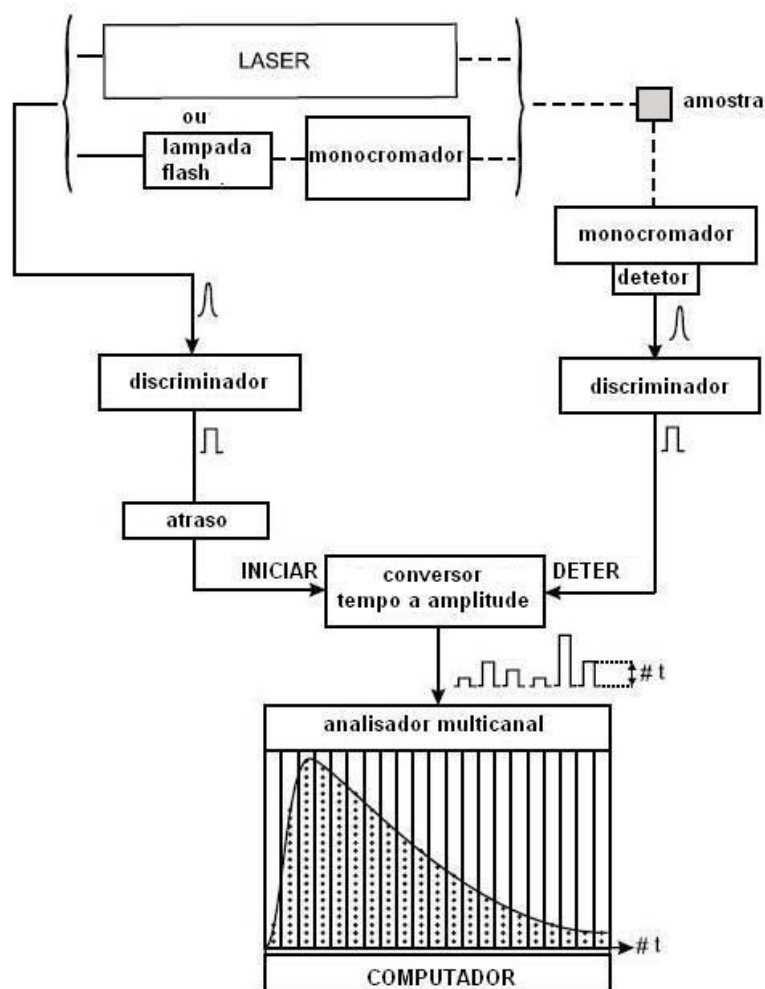 LASER
ou
lampada
flash
monocromador
amostra
monocromador
detetor
discriminador
discriminador
atraso
INICIAR
conversor
tempo a amplitude
DETER
# t
analisador multicanal
# t
COMPUTADOR